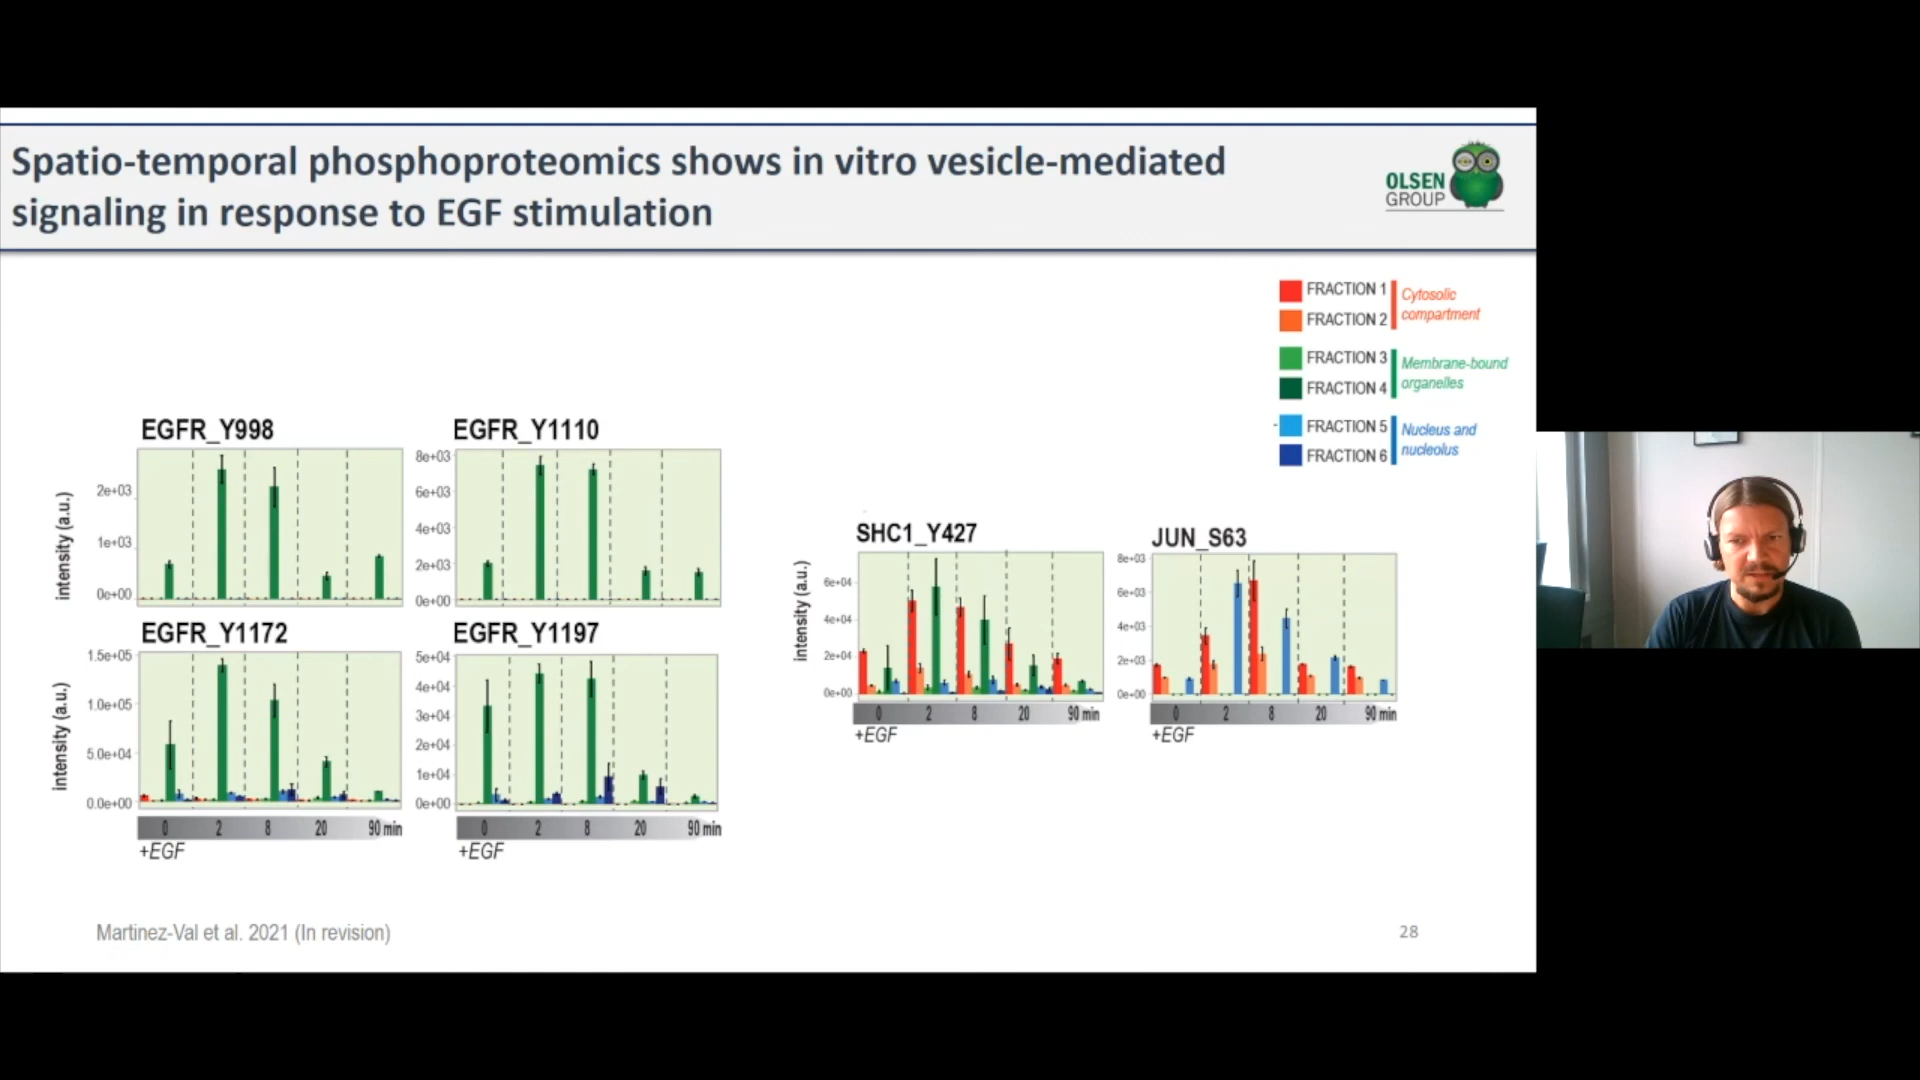 Spatio-temporal phosphoproteomics shows in vitro vesicle-mediated
signaling in response to EGF stimulation
OLSEN
GROUP
FRACTION 1
FRACTION 2
Cytosolic
compartment
FRACTION 3
FRACTION 4
Membrane-bound
organelles
FRACTION 5
FRACTION 6
Nucleus and
nucleolus
EGFR_Y998
intensity (a.u.)
2e+03
1e+03
0e+00
EGFR_Y1110
8e+03
6e+03
4e+03
2e+03
0e+00
EGFR_Y1172
intensity (a.u.)
1.5e+05
1.0e+05
5.0e+04
0.0e+00
0 2 8 20 90 min
+EGF
EGFR_Y1197
5e+04
4e+04
3e+04
2e+04
1e+04
0e+00
0 2 8 20 90 min
+EGF
SHC1_Y427
intensity (a.u.)
6e+04
4e+04
2e+04
0e+00
0 2 8 20 90 min
+EGF
JUN_S63
8e+03
6e+03
4e+03
2e+03
0e+00
0 2 8 20 90 min
+EGF
Martinez-Val et al. 2021 (In revision)
28